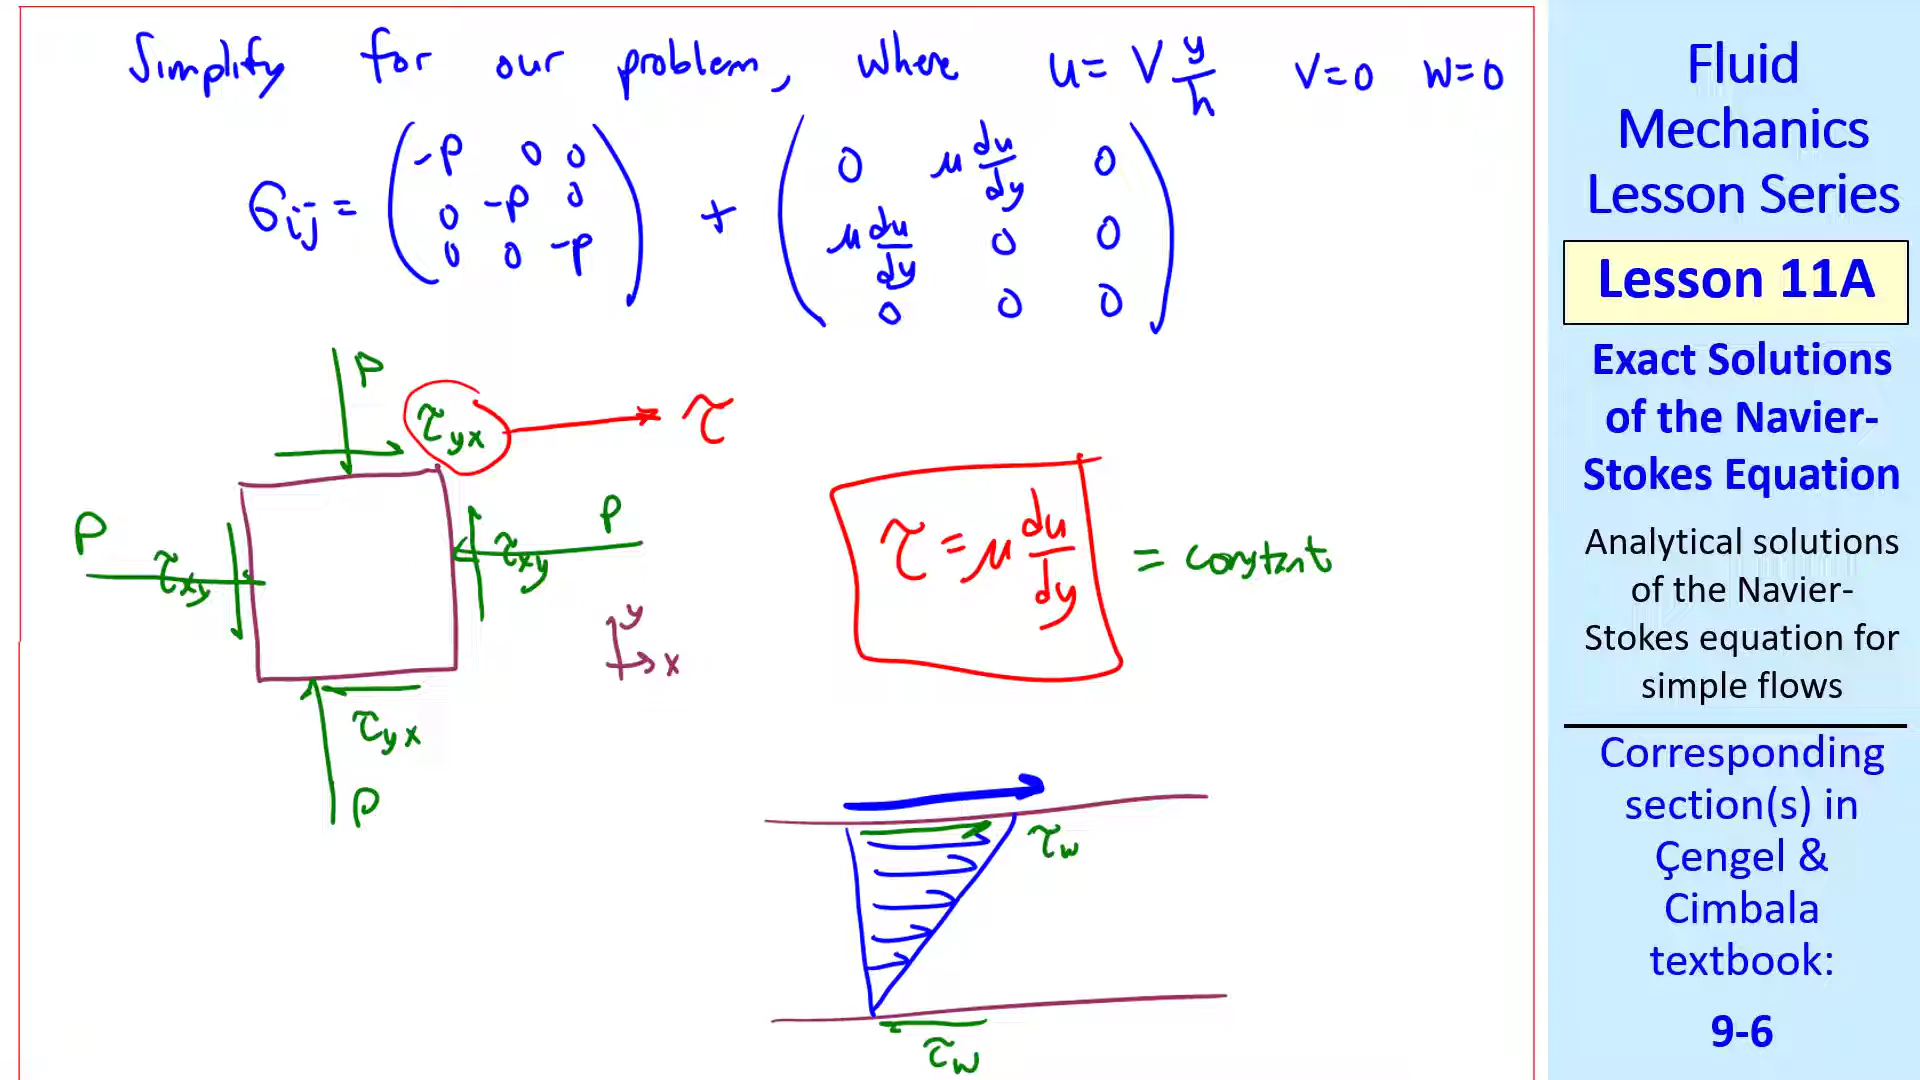 Simplify for our problem, where u = V y/h v=0 w=0
σij = (-P 0 0
0 -P 0
0 0 -P) + (0 μ du/dy 0
μ du/dy 0 0
0 0 0)
P
τyx → τ
P τxy
τxy P
y
x
τyx
P
τ = μ du/dy = constant
τw
τw
Fluid
Mechanics
Lesson Series
Lesson 11A
Exact Solutions
of the Navier-
Stokes Equation
Analytical solutions
of the Navier-
Stokes equation for
simple flows
Corresponding
section(s) in
Çengel &
Cimbala
textbook:
9-6